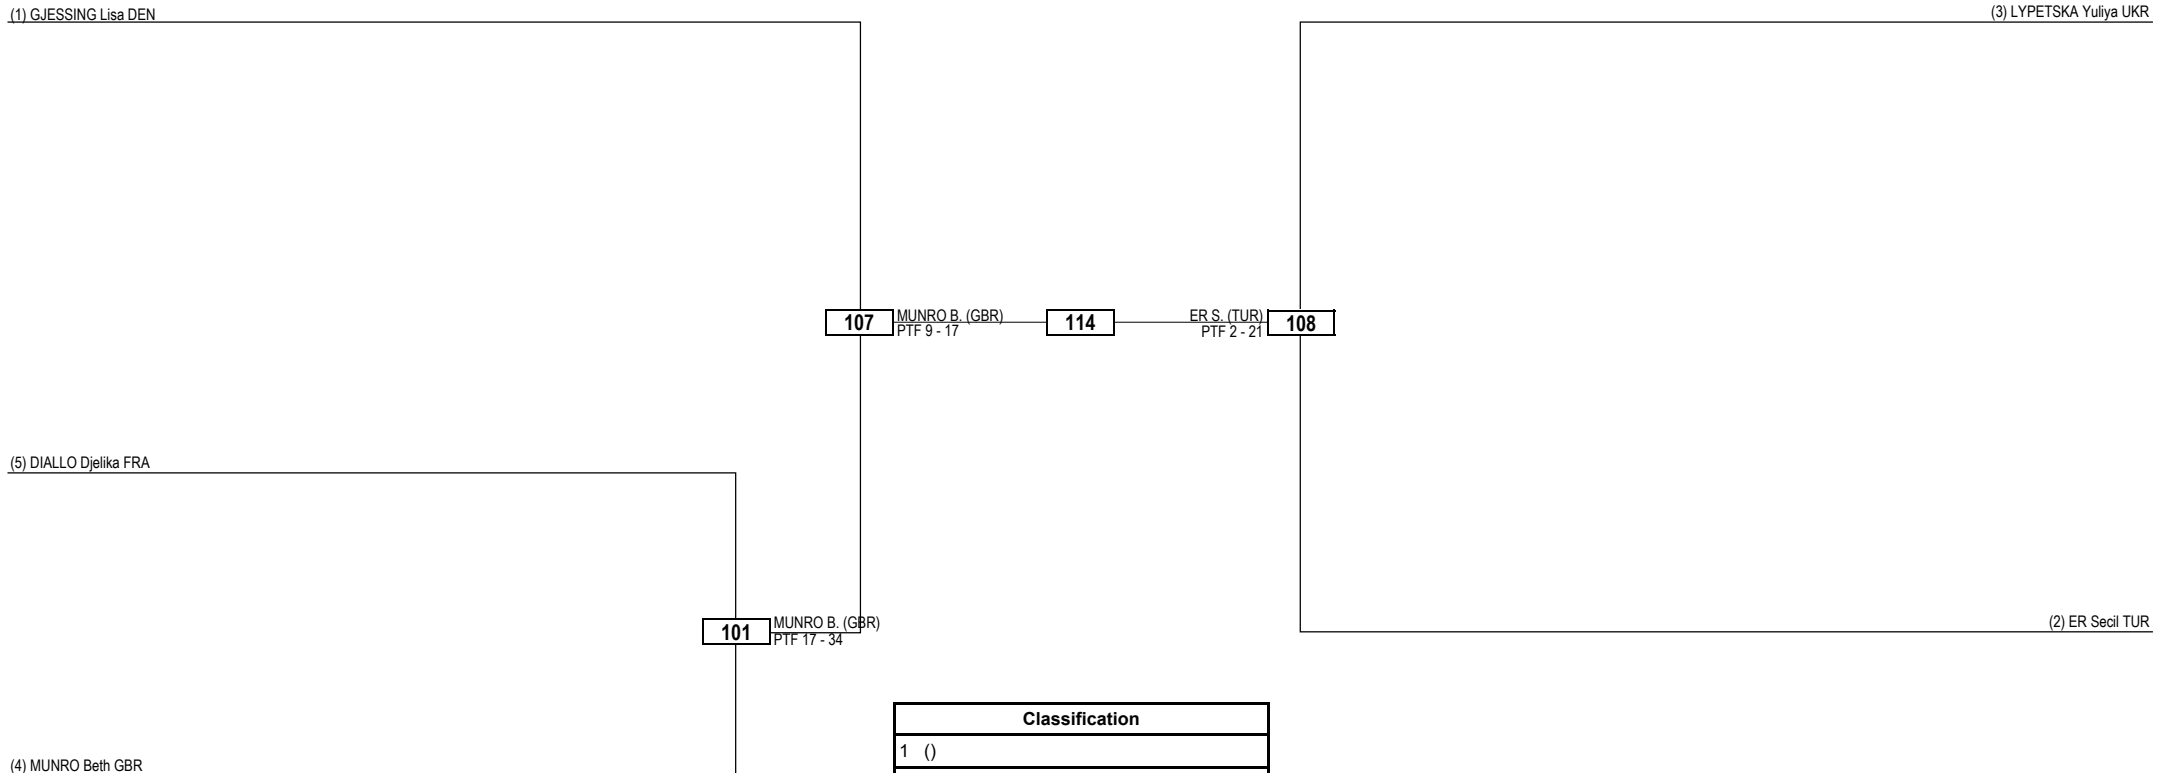 (1) GJESSING Lisa DEN
(3) LYPETSKA Yuliya UKR
107
MUNRO B. (GBR)
PTF 9 - 17
114
ER S. (TUR)
PTF 2 - 21
108
(5) DIALLO Djelika FRA
101
MUNRO B. (GBR)
PTF 17 - 34
(2) ER Secil TUR
Classification
1 ()
(4) MUNRO Beth GBR